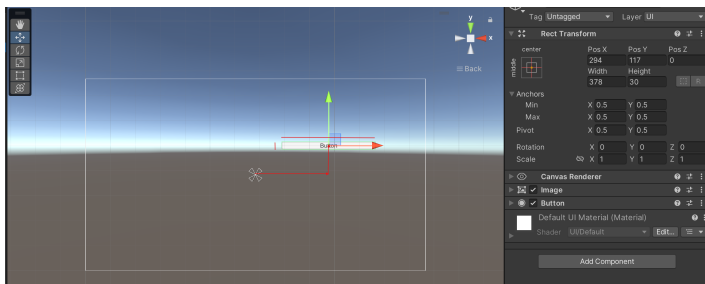 y
x
Back
Button
Tag Untagged Layer UI
Rect Transform
center
middle
Pos X Pos Y Pos Z
294 117 0
Width Height
378 30
R
Anchors
Min X 0.5 Y 0.5
Max X 0.5 Y 0.5
Pivot X 0.5 Y 0.5
Rotation X 0 Y 0 Z 0
Scale X 1 Y 1 Z 1
Canvas Renderer
Image
Button
Default UI Material (Material)
Shader UI/Default Edit...
Add Component